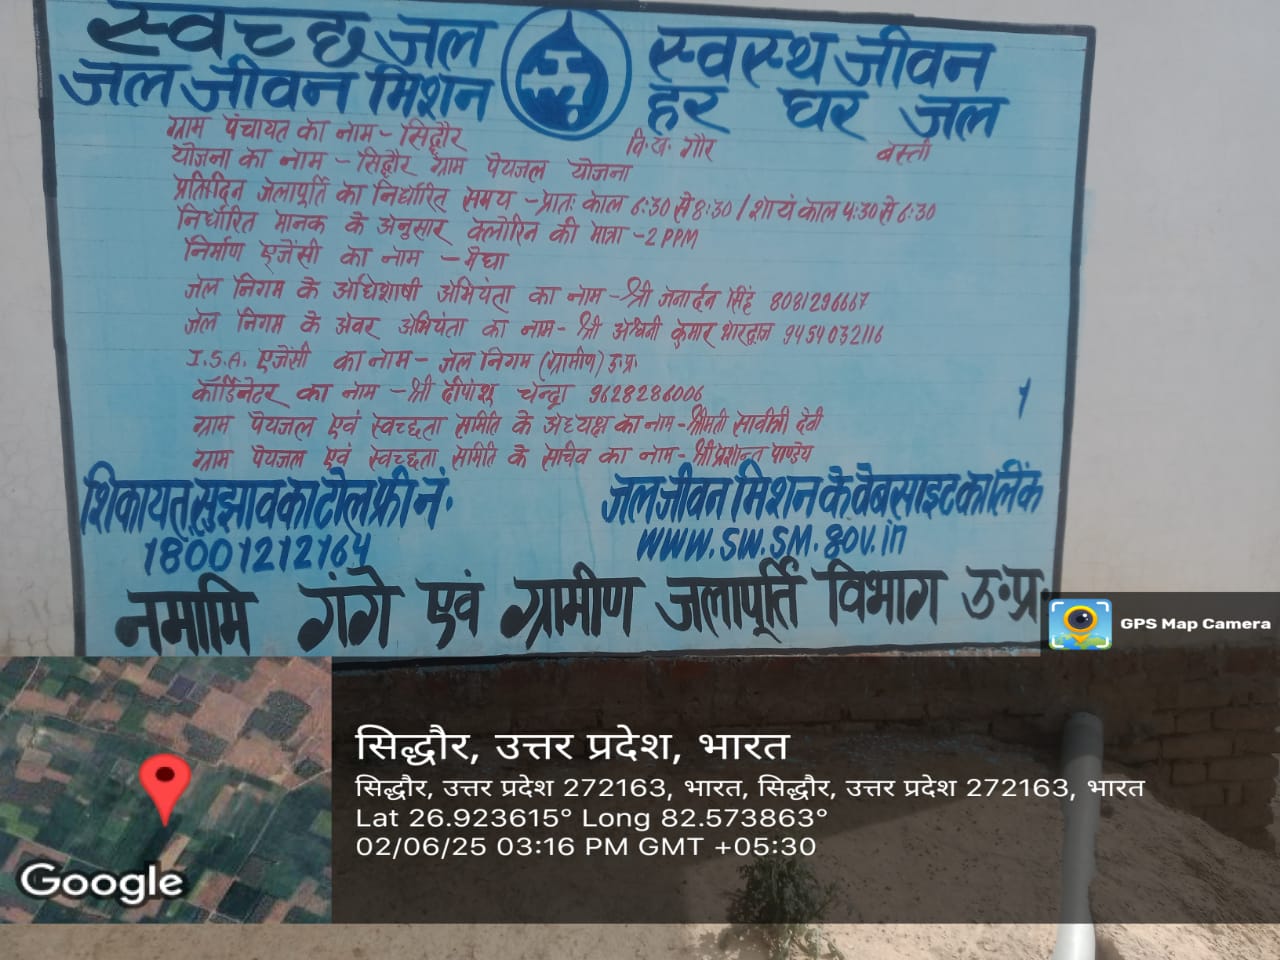 स्वच्छ जल स्वस्थ जीवन
जल जीवन मिशन हर घर जल
ग्राम पंचायत का नाम - सिद्धौर वि.ख. गौर बस्ती
योजना का नाम - सिद्धौर ग्राम पेयजल योजना
प्रतिदिन जलापूर्ति का निर्धारित समय - प्रातः काल 6:30 से 8:30 / शायं काल 4:30 से 6:30
निर्धारित मानक के अनुसार क्लोरिन की मात्रा - 2 PPM
निर्माण एजेंसी का नाम - मेघा
जल निगम के अधिशाषी अभियंता का नाम - श्री जनार्दन सिंह 8081296667
जल निगम के अवर अभियंता का नाम - श्री अश्विनी कुमार भारद्वाज 9454032116
I.S.A. एजेंसी का नाम - जल निगम (ग्रामीण) उ.प्र.
कॉर्डिनेटर का नाम - श्री दीपांशू चन्द्रा 9628286006
ग्राम पेयजल एवं स्वच्छता समिति के अध्यक्ष का नाम - श्रीमती सावित्री देवी
ग्राम पेयजल एवं स्वच्छता समिति के सचिव का नाम - श्री प्रशान्त पाण्डेय
शिकायत, सुझाव का टोल फ्री नं. जल जीवन मिशन के वेबसाइट का लिंक
18001212164 www.sw.sm.gov.in
नमामि गंगे एवं ग्रामीण जलापूर्ति विभाग उ.प्र.
GPS Map Camera
सिद्धौर, उत्तर प्रदेश, भारत
सिद्धौर, उत्तर प्रदेश 272163, भारत, सिद्धौर, उत्तर प्रदेश 272163, भारत
Lat 26.923615° Long 82.573863°
02/06/25 03:16 PM GMT +05:30
Google